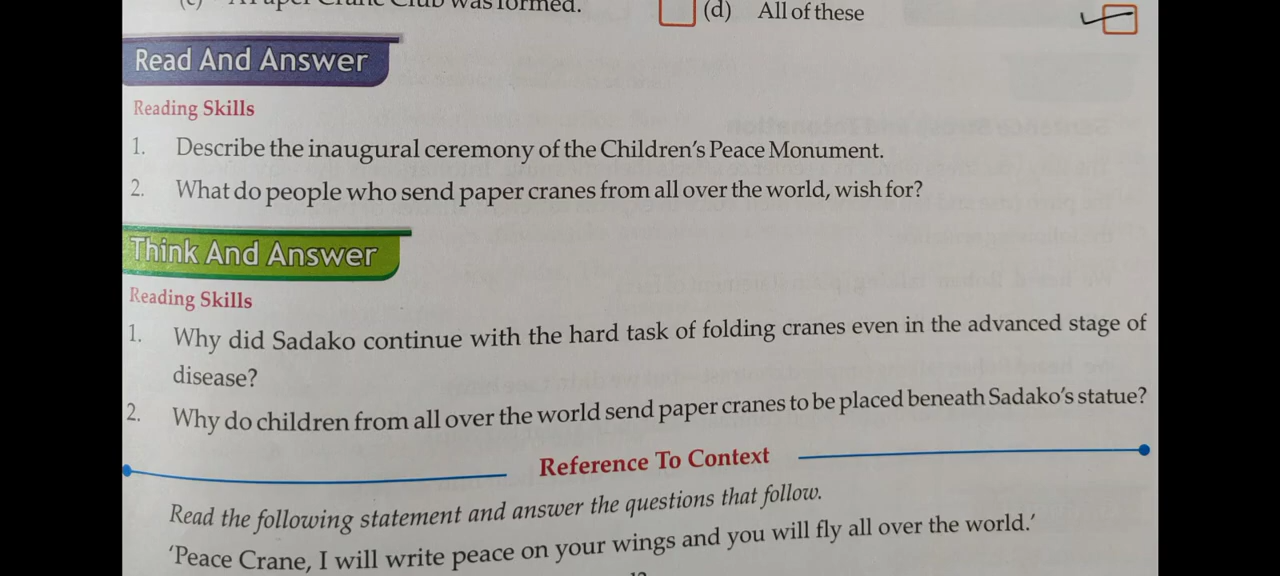 (c) A Paper Crane Club was formed. (d) All of these
Read And Answer
Reading Skills
1. Describe the inaugural ceremony of the Children's Peace Monument.
2. What do people who send paper cranes from all over the world, wish for?
Think And Answer
Reading Skills
1. Why did Sadako continue with the hard task of folding cranes even in the advanced stage of
disease?
2. Why do children from all over the world send paper cranes to be placed beneath Sadako's statue?
Reference To Context
Read the following statement and answer the questions that follow.
'Peace Crane, I will write peace on your wings and you will fly all over the world.'